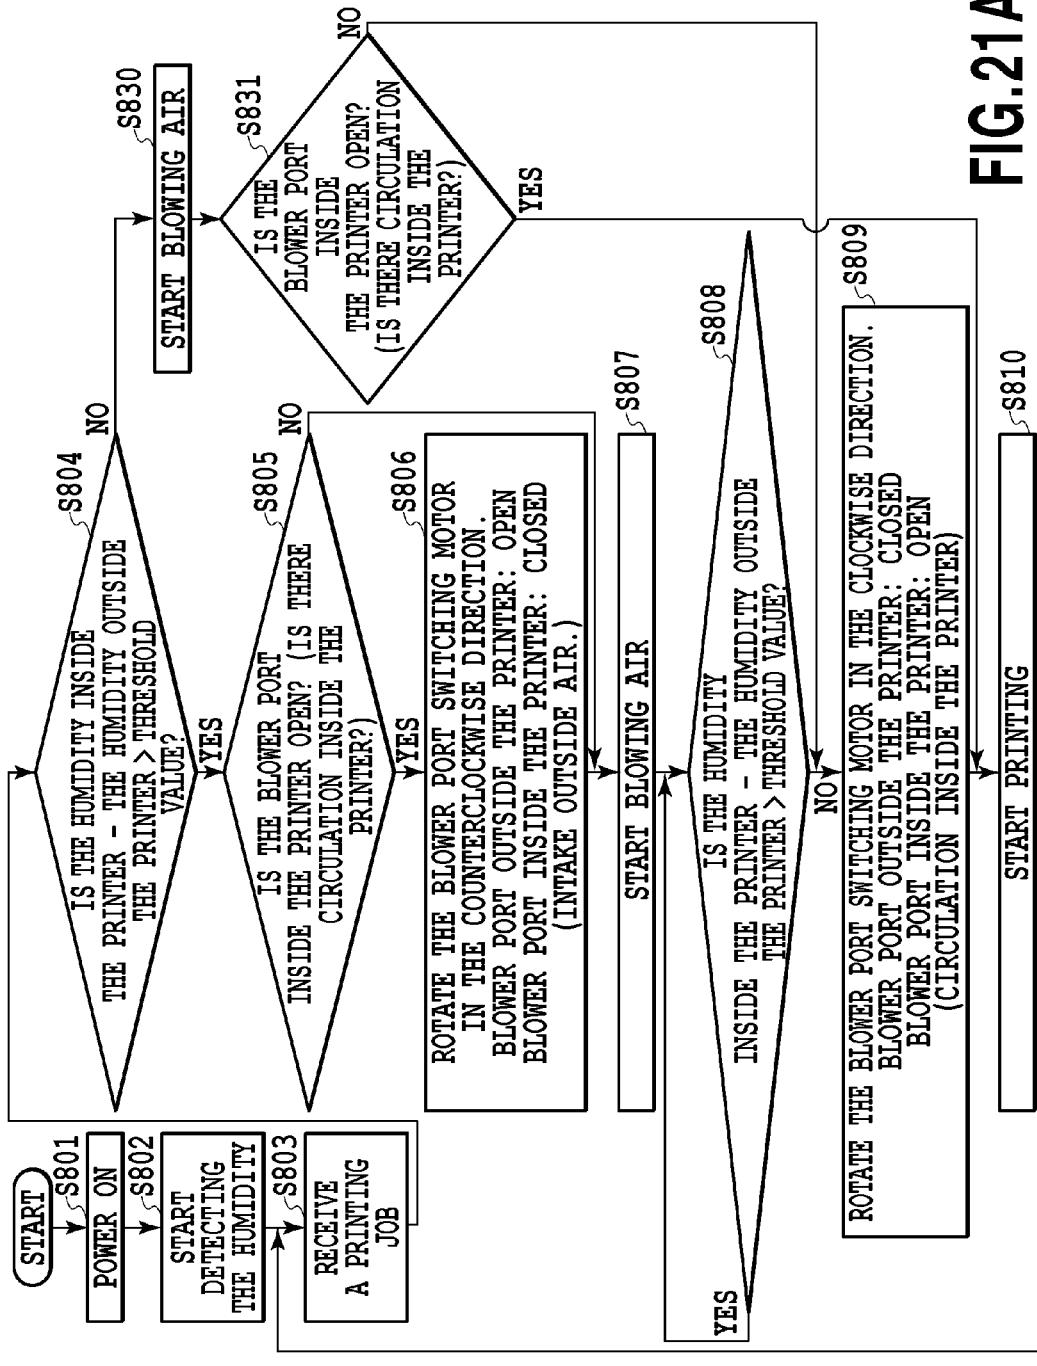 START
S801
POWER ON
S802
START
DETECTING
THE HUMIDITY
S803
RECEIVE
A PRINTING
JOB
S804
IS THE HUMIDITY INSIDE
THE PRINTER - THE HUMIDITY OUTSIDE
THE PRINTER > THRESHOLD
VALUE?
NO
YES
S805
IS THE BLOWER PORT
INSIDE THE PRINTER OPEN? (IS THERE
CIRCULATION INSIDE THE
PRINTER?)
NO
YES
S806
ROTATE THE BLOWER PORT SWITCHING MOTOR
IN THE COUNTERCLOCKWISE DIRECTION.
BLOWER PORT OUTSIDE THE PRINTER: OPEN
BLOWER PORT INSIDE THE PRINTER: CLOSED
(INTAKE OUTSIDE AIR.)
S807
START BLOWING AIR
S808
IS THE HUMIDITY
INSIDE THE PRINTER - THE HUMIDITY OUTSIDE
THE PRINTER > THRESHOLD VALUE?
YES
NO
S809
ROTATE THE BLOWER PORT SWITCHING MOTOR IN THE CLOCKWISE DIRECTION.
BLOWER PORT OUTSIDE THE PRINTER: CLOSED
BLOWER PORT INSIDE THE PRINTER: OPEN
(CIRCULATION INSIDE THE PRINTER)
S810
START PRINTING
S830
START BLOWING AIR
S831
IS THE
BLOWER PORT
INSIDE
THE PRINTER OPEN?
(IS THERE CIRCULATION
INSIDE THE
PRINTER?)
NO
YES
FIG.21A